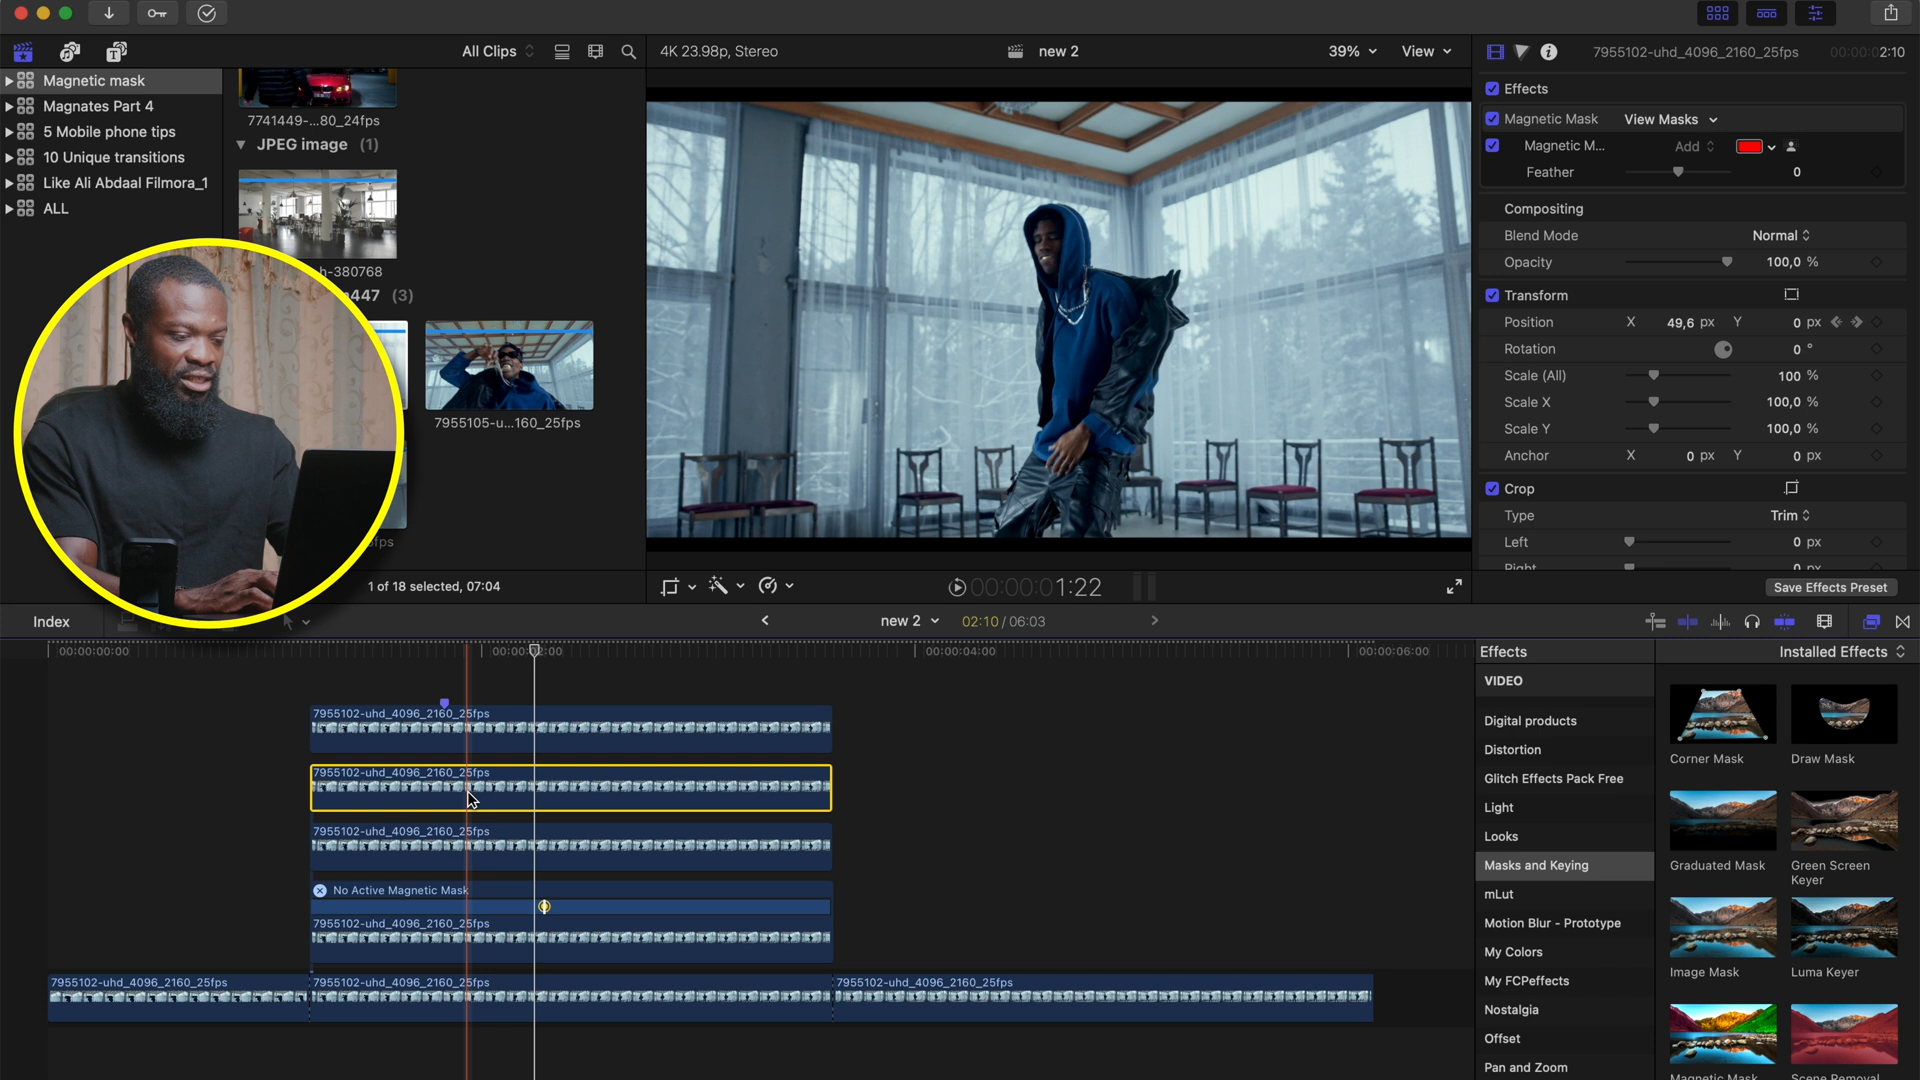 All Clips
4K 23.98p, Stereo
new 2
39%
View
7955102-uhd_4096_2160_25fps
00:00:02:10
Magnetic mask
Magnates Part 4
5 Mobile phone tips
10 Unique transitions
Like Ali Abdaal Filmora_1
ALL
7741449-...80_24fps
JPEG image (1)
h-380768
447 (3)
7955105-u...160_25fps
fps
1 of 18 selected, 07:04
00:00:01:22
Effects
Magnetic Mask View Masks
Magnetic M... Add
Feather 0
Compositing
Blend Mode Normal
Opacity 100,0 %
Transform
Position X 49,6 px Y 0 px
Rotation 0 °
Scale (All) 100 %
Scale X 100,0 %
Scale Y 100,0 %
Anchor X 0 px Y 0 px
Crop
Type Trim
Left 0 px
Right 0 px
Save Effects Preset
Index
new 2
02:10 / 06:03
00:00:00:00
00:00:02:00
00:00:04:00
00:00:06:00
7955102-uhd_4096_2160_25fps
7955102-uhd_4096_2160_25fps
7955102-uhd_4096_2160_25fps
No Active Magnetic Mask
7955102-uhd_4096_2160_25fps
7955102-uhd_4096_2160_25fps
7955102-uhd_4096_2160_25fps
7955102-uhd_4096_2160_25fps
Effects
Installed Effects
VIDEO
Digital products
Distortion
Glitch Effects Pack Free
Light
Looks
Masks and Keying
mLut
Motion Blur - Prototype
My Colors
My FCPeffects
Nostalgia
Offset
Pan and Zoom
Corner Mask
Draw Mask
Graduated Mask
Green Screen
Keyer
Image Mask
Luma Keyer
Magnetic Mask
Scene Removal